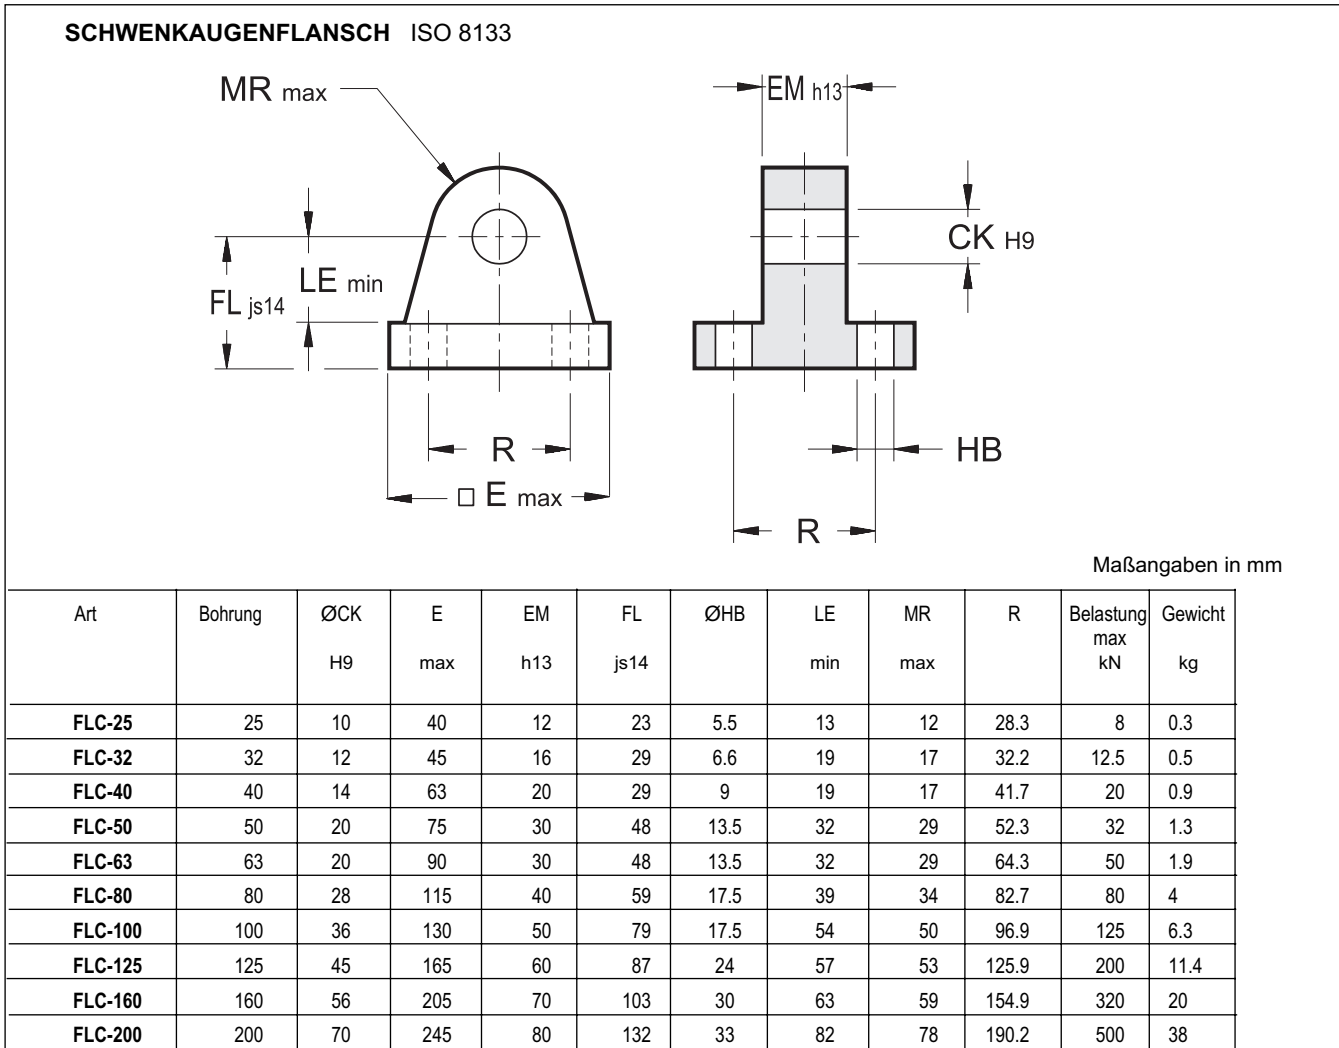 SCHWENKAUGENFLANSCH ISO 8133
MR max
EM h13
CK H9
LE min
FL js14
R
HB
□ E max
R
Maßangaben in mm
Art Bohrung ØCK E EM FL ØHB LE MR R Belastung Gewicht
max
H9 max h13 js14 min max kN kg
FLC-25 25 10 40 12 23 5.5 13 12 28.3 8 0.3
FLC-32 32 12 45 16 29 6.6 19 17 32.2 12.5 0.5
FLC-40 40 14 63 20 29 9 19 17 41.7 20 0.9
FLC-50 50 20 75 30 48 13.5 32 29 52.3 32 1.3
FLC-63 63 20 90 30 48 13.5 32 29 64.3 50 1.9
FLC-80 80 28 115 40 59 17.5 39 34 82.7 80 4
FLC-100 100 36 130 50 79 17.5 54 50 96.9 125 6.3
FLC-125 125 45 165 60 87 24 57 53 125.9 200 11.4
FLC-160 160 56 205 70 103 30 63 59 154.9 320 20
FLC-200 200 70 245 80 132 33 82 78 190.2 500 38